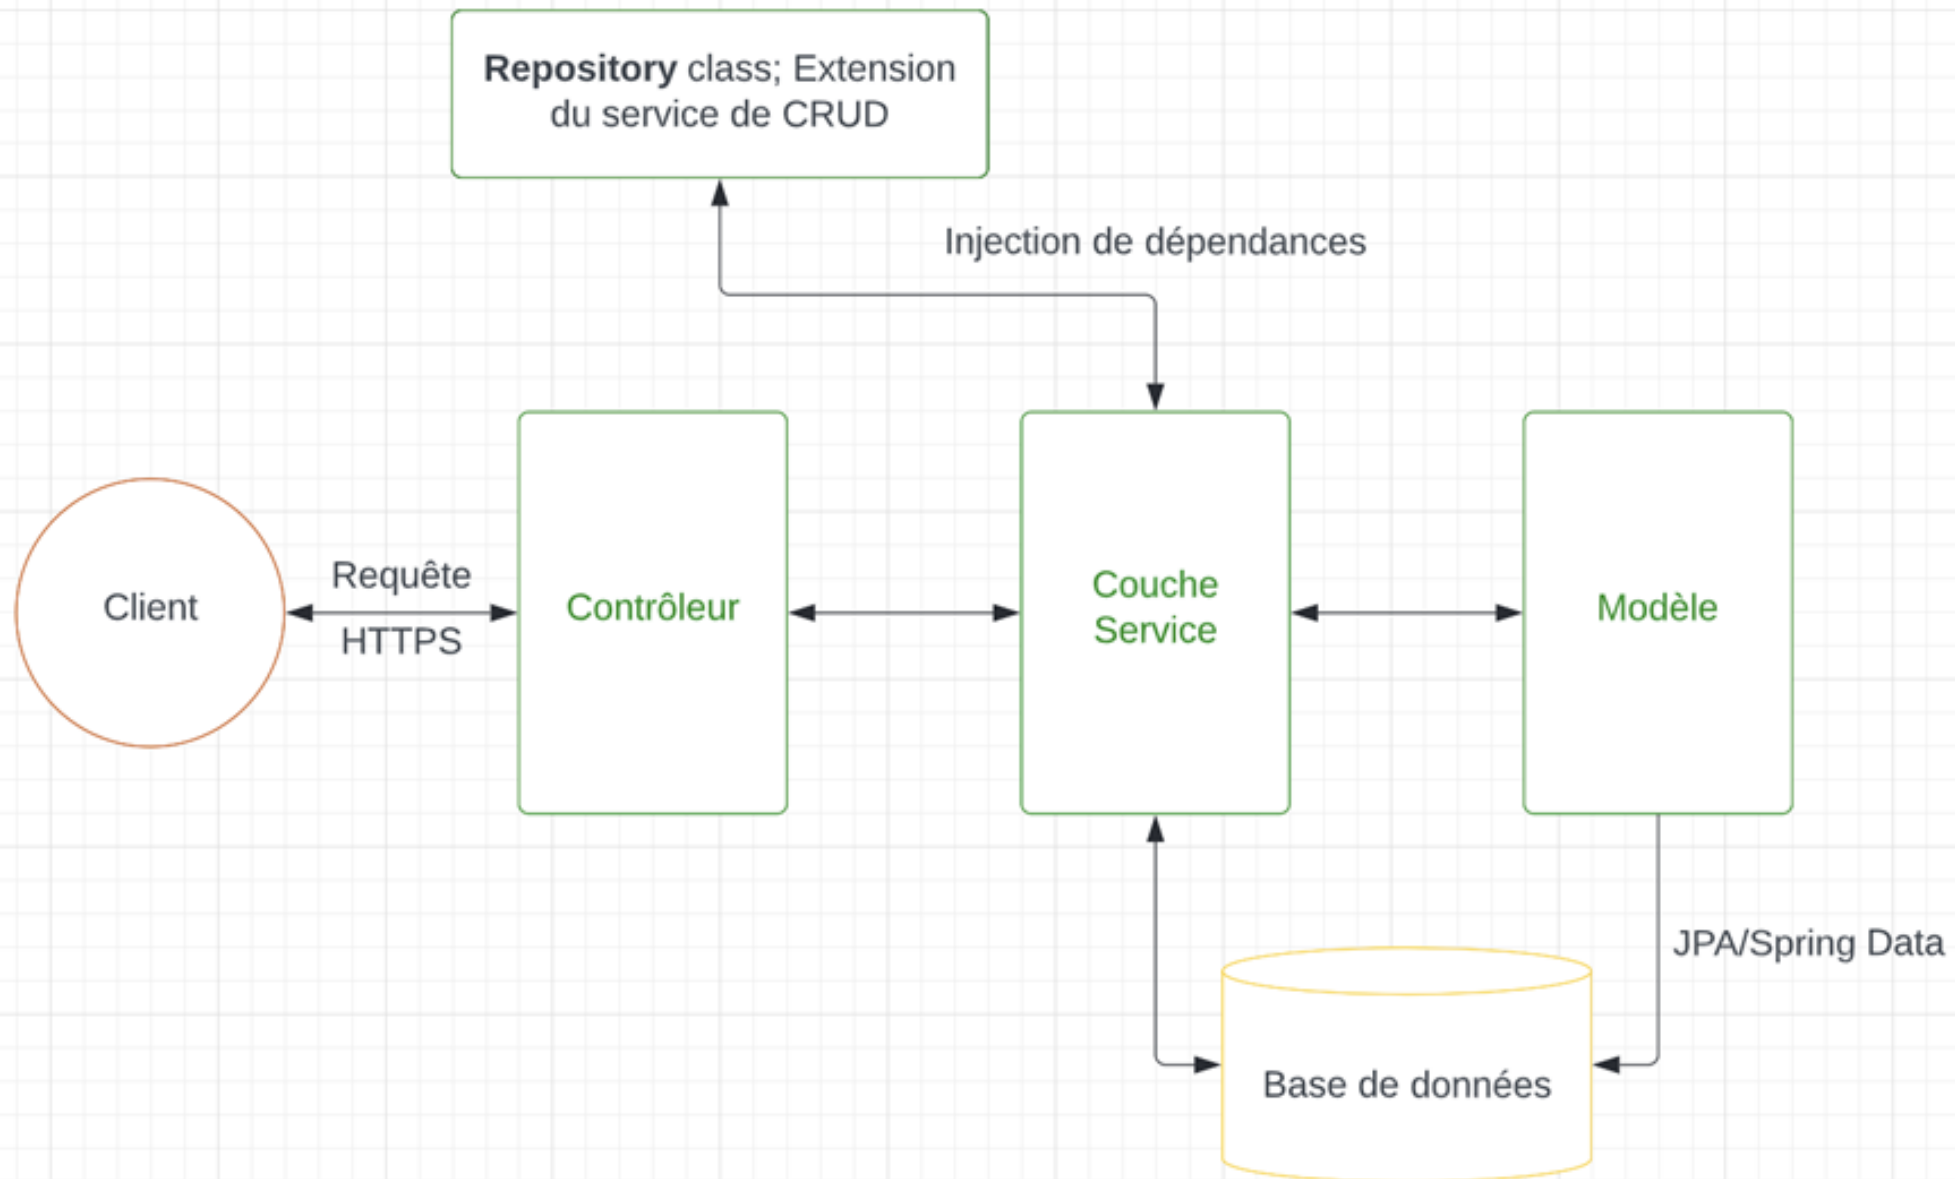 Repository class; Extension
du service de CRUD
Injection de dépendances
Client
Requête
HTTPS
Contrôleur
Couche
Service
Modèle
JPA/Spring Data
Base de données